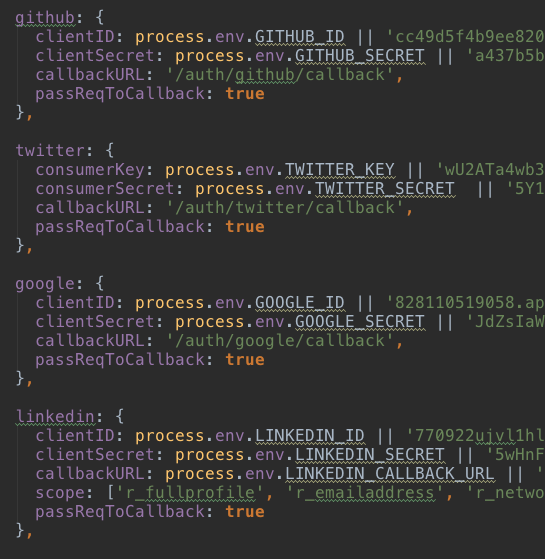 github: {
clientID: process.env.GITHUB_ID || 'cc49d5f4b9ee820
clientSecret: process.env.GITHUB_SECRET || 'a437b5b
callbackURL: '/auth/github/callback',
passReqToCallback: true
},
twitter: {
consumerKey: process.env.TWITTER_KEY || 'wU2ATa4wb3
consumerSecret: process.env.TWITTER_SECRET  || '5Y1
callbackURL: '/auth/twitter/callback',
passReqToCallback: true
},
google: {
clientID: process.env.GOOGLE_ID || '828110519058.ap
clientSecret: process.env.GOOGLE_SECRET || 'JdZsIaW
callbackURL: '/auth/google/callback',
passReqToCallback: true
},
linkedin: {
clientID: process.env.LINKEDIN_ID || '770922ujvl1hl
clientSecret: process.env.LINKEDIN_SECRET || '5wHnF
callbackURL: process.env.LINKEDIN_CALLBACK_URL || '
scope: ['r_fullprofile', 'r_emailaddress', 'r_netwo
passReqToCallback: true
},